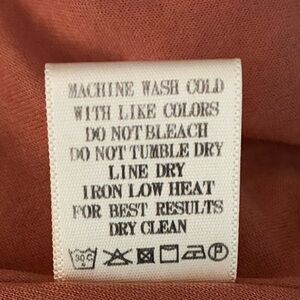 MACHINE WASH COLD
WITH LIKE COLORS
DO NOT BLEACH
DO NOT TUMBLE DRY
LINE DRY
IRON LOW HEAT
FOR BEST RESULTS
DRY CLEAN
30C P